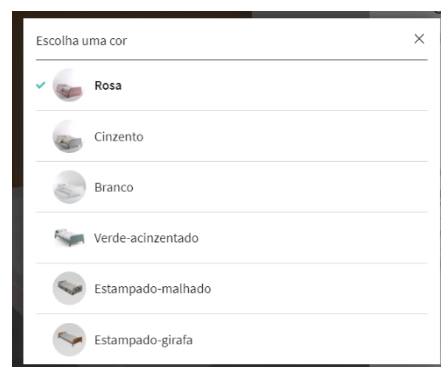 Escolha uma cor
Rosa
Cinzento
Branco
Verde-acinzentado
Estampado-malhado
Estampado-girafa